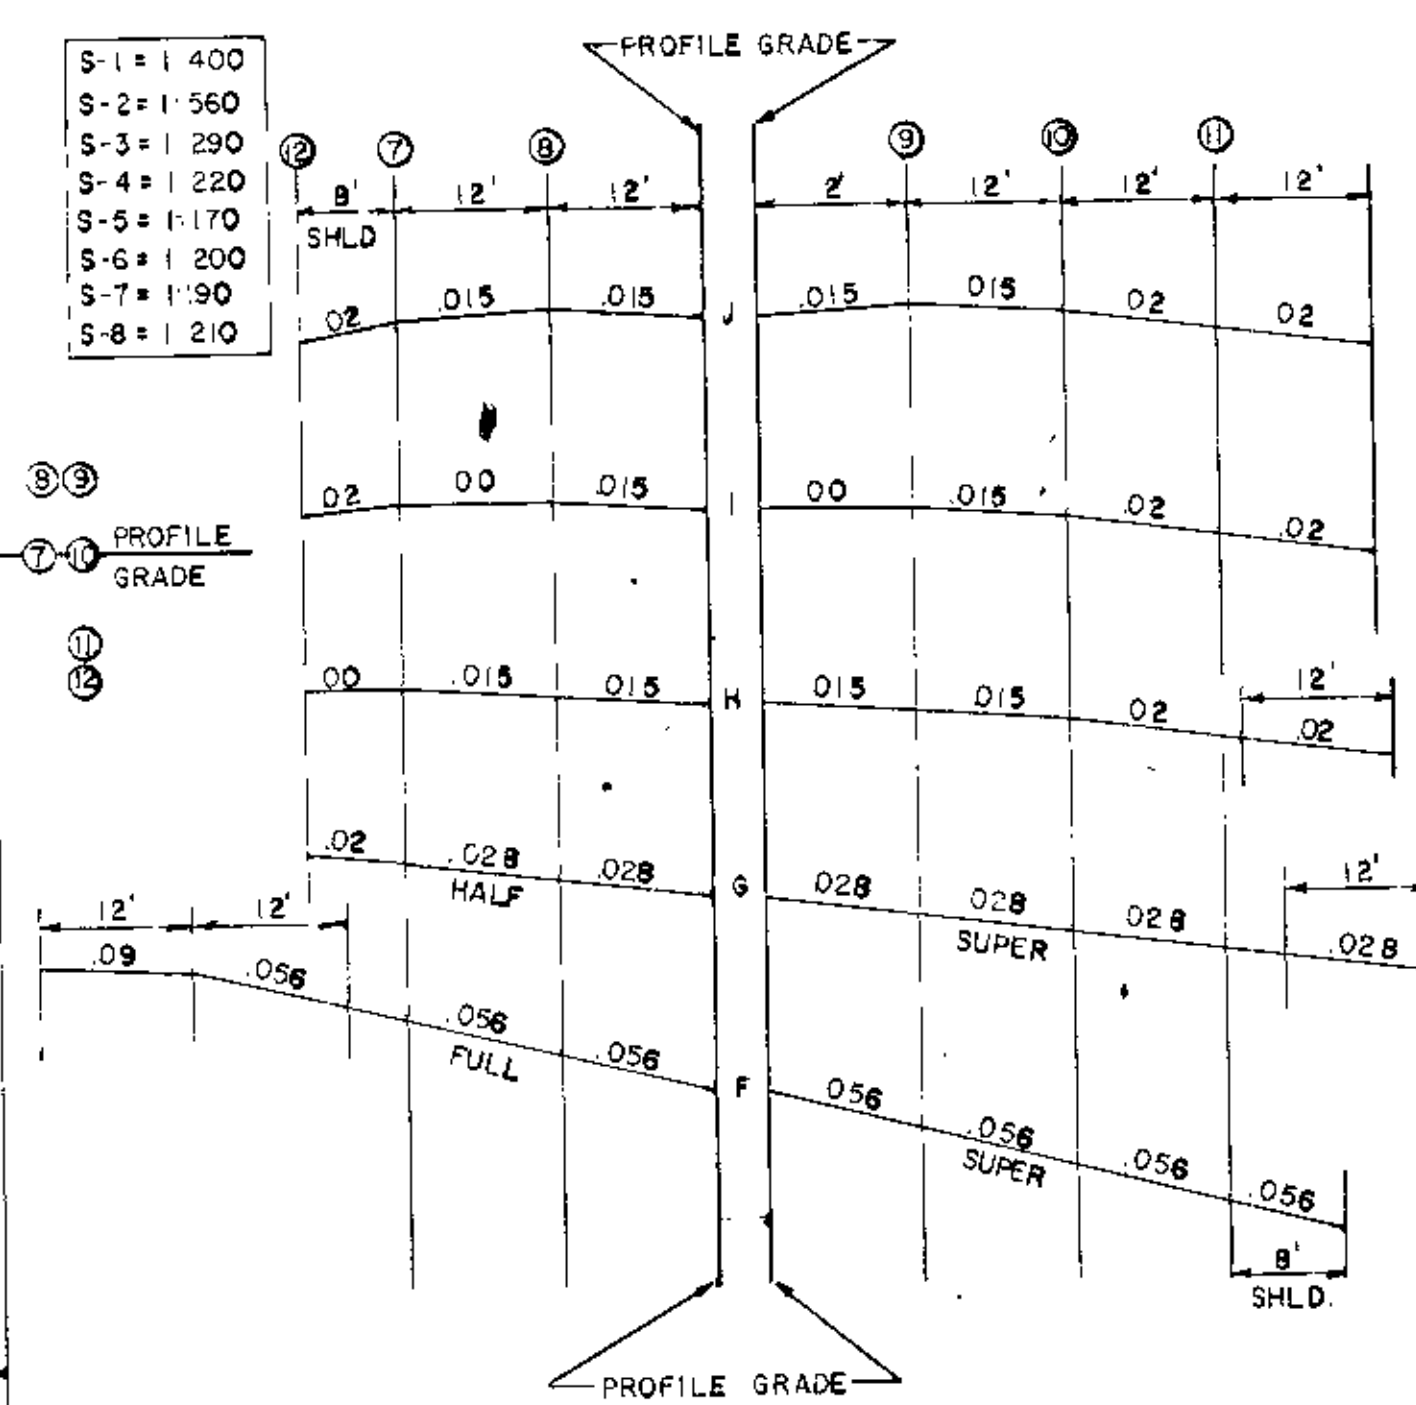 PROFILE GRADE
S-1 = 1 400
S-2 = 1:560
S-3 = 1 290
S-4 = 1 220
S-5 = 1:170
S-6 = 1 200
S-7 = 1:190
S-8 = 1 210
12 7 8 9 10 11
8' 12' 12' 2' 12' 12' 12'
SHLD
02 .015 .015 J .015 015 02 02
8 9
02 00 .015 I 00 .015 .02 .02
7 10 PROFILE
GRADE
11
12
12'
00 .015 .015 H 015 .015 02 .02
.02 .028 .028 G .028 028 028 .028
HALF SUPER
12'
12' 12'
.09 .056 .056 .056 F 056 .056 .056 .056
FULL SUPER
8'
SHLD.
PROFILE GRADE